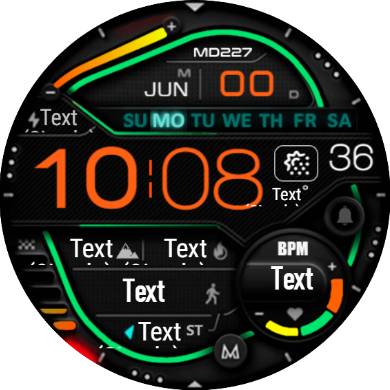 MD227
M
JUN 00 D
Text
SU MO TU WE TH FR SA
10:08 36
Text°
Text Text
BPM
Text
Text
Text ST
M